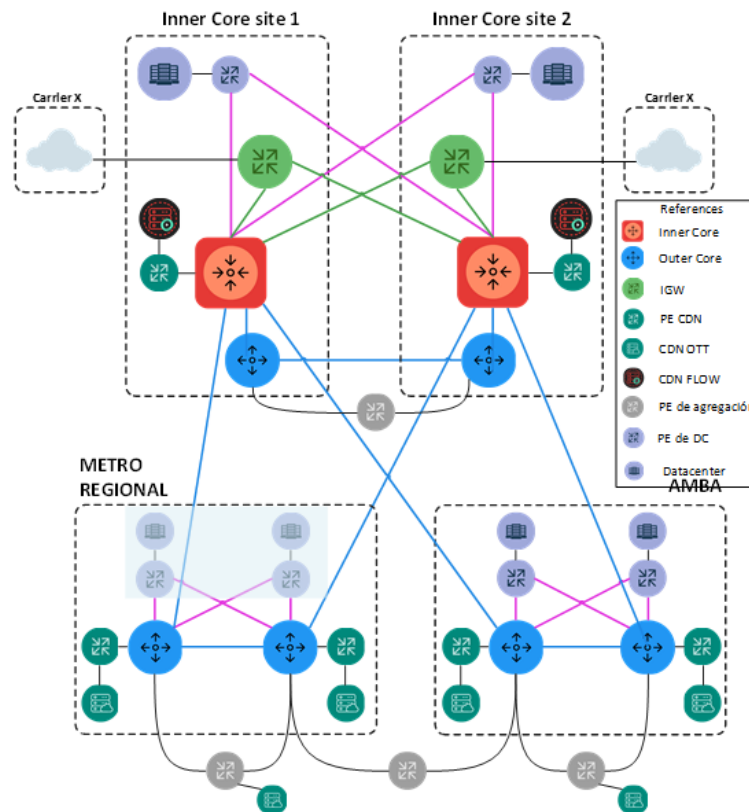 Inner Core site 1
Inner Core site 2
Carrier X
Carrier X
References
Inner Core
Outer Core
IGW
PE CDN
CDN OTT
CDN FLOW
PE de agregación
PE de DC
Datacenter
METRO
REGIONAL
AMBA